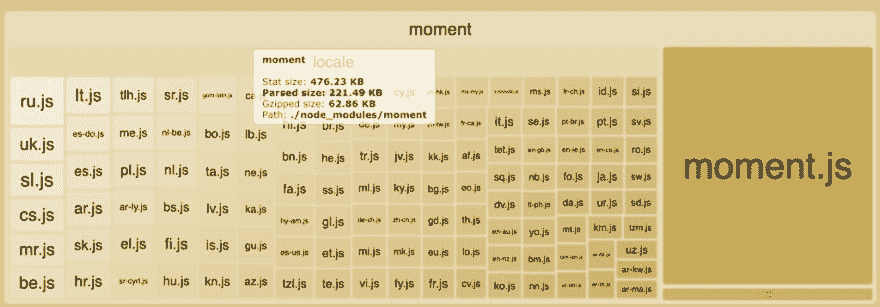 moment
locale
moment
Stat size: 476.23 KB
Parsed size: 221.49 KB
Gzipped size: 62.86 KB
Path: ./node_modules/moment
ru.js
uk.js
sl.js
cs.js
mr.js
be.js
lt.js
es-do.js
es.js
ar.js
sk.js
hr.js
tlh.js
me.js
pl.js
ar-ly.js
el.js
sr-cyrl.js
sr.js
nl-be.js
nl.js
bs.js
fi.js
hu.js
gom-latn.js
bo.js
ta.js
lv.js
is.js
kn.js
lb.js
ne.js
ka.js
gu.js
az.js
bn.js
fa.js
hy-am.js
es-us.js
tzl.js
he.js
ss.js
gl.js
et.js
te.js
tr.js
ml.js
de-ch.js
mi.js
vi.js
cy.js
jv.js
ky.js
zh-cn.js
mk.js
fy.js
kk.js
bg.js
gd.js
eu.js
fr.js
fr-ca.js
af.js
eo.js
th.js
lo.js
cv.js
it.js
tet.js
sq.js
dv.js
en-au.js
en-nz.js
ko.js
ms.js
se.js
en-gb.js
nb.js
tl-ph.js
yo.js
bm.js
nn.js
fr-ch.js
pt-br.js
en-ie.js
fo.js
da.js
mt.js
id.js
pt.js
en-ca.js
ja.js
ur.js
km.js
si.js
sv.js
ro.js
sw.js
sd.js
tzm.js
uz.js
ar-kw.js
ar-ma.js
moment.js